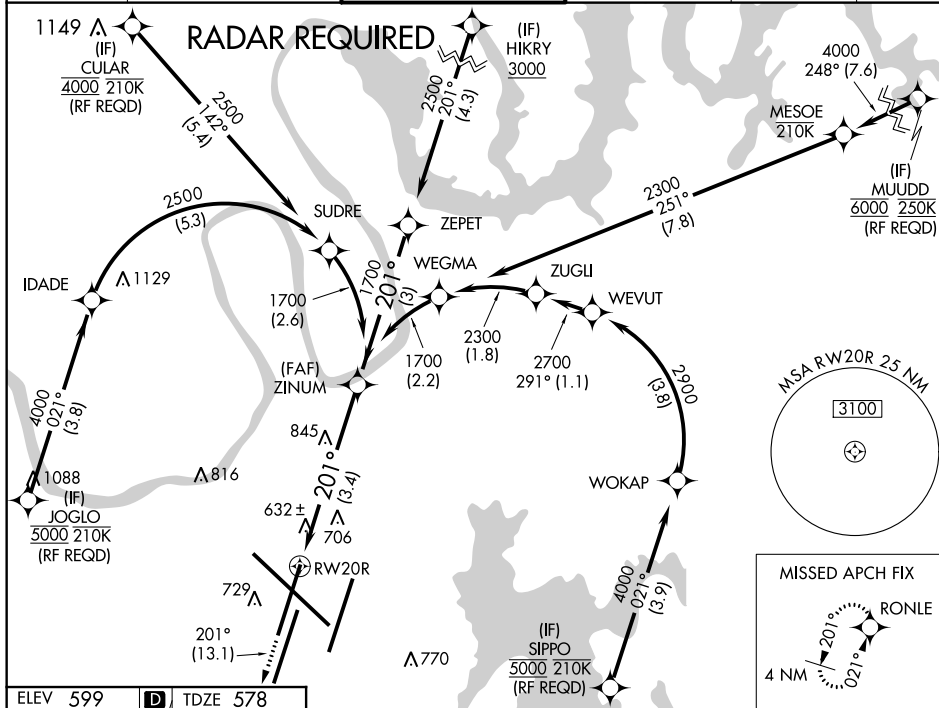 1149
(IF)
CULAR
4000 210K
(RF REQD)
RADAR REQUIRED
(IF)
HIKRY
3000
2500
142°
(5.4)
2500
201°
(4.3)
4000
248° (7.6)
MESOE
210K
(IF)
MUUDD
6000 250K
(RF REQD)
2300
251°
(7.8)
2500
(5.3)
SUDRE
ZEPET
IDADE
1129
WEGMA
ZUGLI
WEVUT
1700
201°
(3)
1700
(2.6)
2300
(1.8)
1700
(2.2)
2700
291° (1.1)
2900
(3.8)
(FAF)
ZINUM
MSA RW20R 25 NM
3100
4000
021°
(3.8)
845
201°
(3.4)
816
1088
(IF)
JOGLO
5000 210K
(RF REQD)
WOKAP
632±
706
RW20R
729
201°
(13.1)
4000
021°
(3.9)
(IF)
SIPPO
5000 210K
(RF REQD)
770
MISSED APCH FIX
RONLE
201°
021°
4 NM
ELEV 599 D TDZE 578